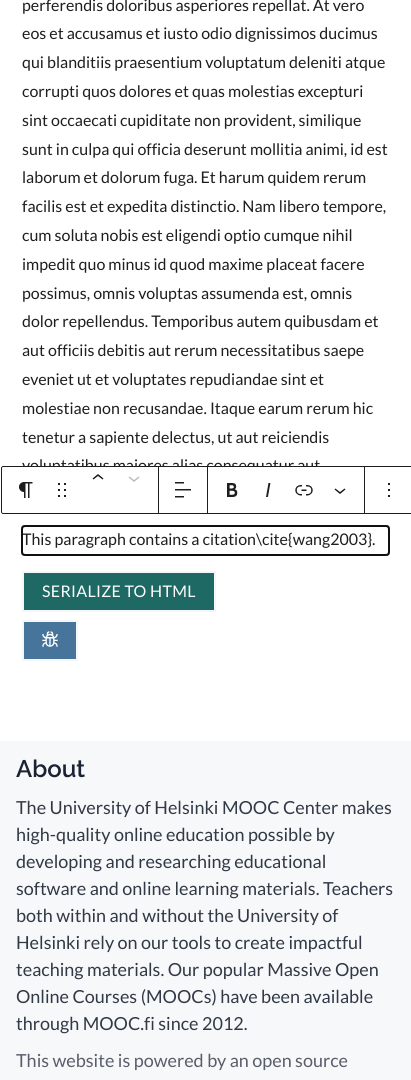 perferendis doloribus asperiores repellat. At vero
eos et accusamus et iusto odio dignissimos ducimus
qui blanditiis praesentium voluptatum deleniti atque
corrupti quos dolores et quas molestias excepturi
sint occaecati cupiditate non provident, similique
sunt in culpa qui officia deserunt mollitia animi, id est
laborum et dolorum fuga. Et harum quidem rerum
facilis est et expedita distinctio. Nam libero tempore,
cum soluta nobis est eligendi optio cumque nihil
impedit quo minus id quod maxime placeat facere
possimus, omnis voluptas assumenda est, omnis
dolor repellendus. Temporibus autem quibusdam et
aut officiis debitis aut rerum necessitatibus saepe
eveniet ut et voluptates repudiandae sint et
molestiae non recusandae. Itaque earum rerum hic
tenetur a sapiente delectus, ut aut reiciendis
voluptatibus maiores alias consequatur aut
B I
This paragraph contains a citation\cite{wang2003}.
SERIALIZE TO HTML
About
The University of Helsinki MOOC Center makes
high-quality online education possible by
developing and researching educational
software and online learning materials. Teachers
both within and without the University of
Helsinki rely on our tools to create impactful
teaching materials. Our popular Massive Open
Online Courses (MOOCs) have been available
through MOOC.fi since 2012.
This website is powered by an open source